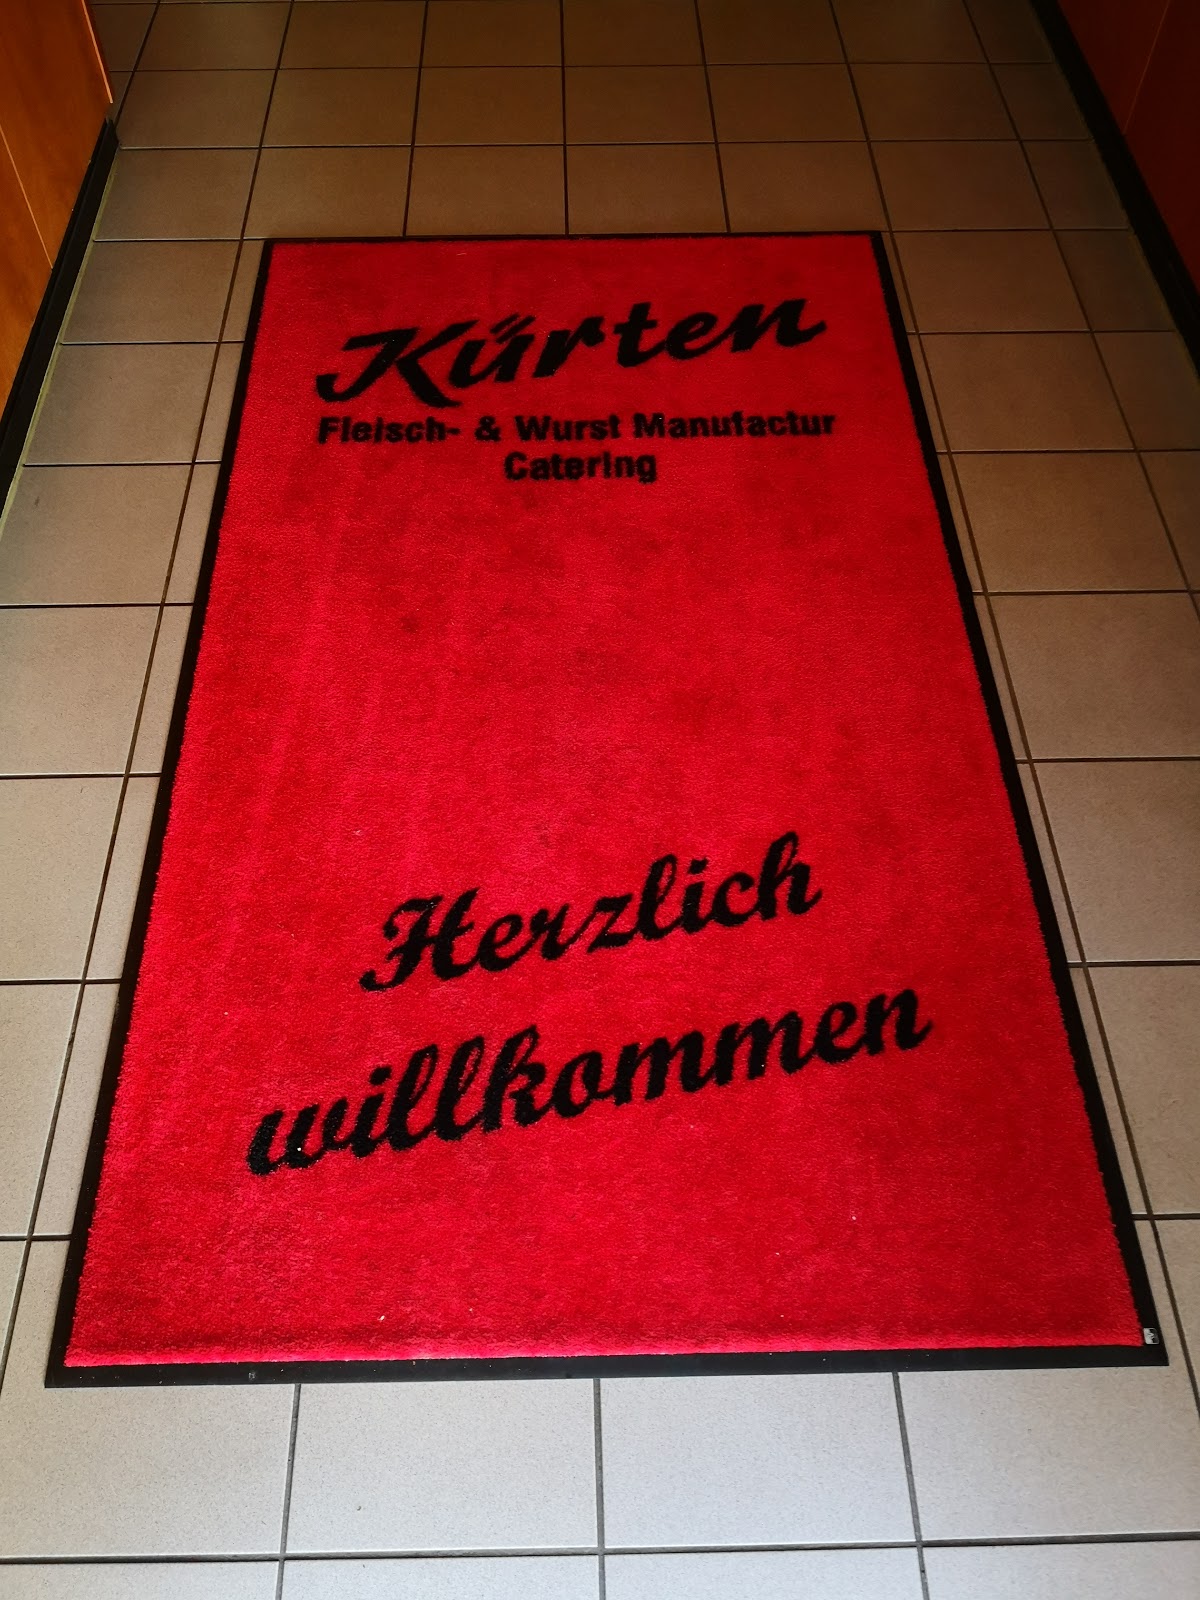 Kürten
Fleisch- & Wurst Manufactur
Catering
Herzlich
willkommen